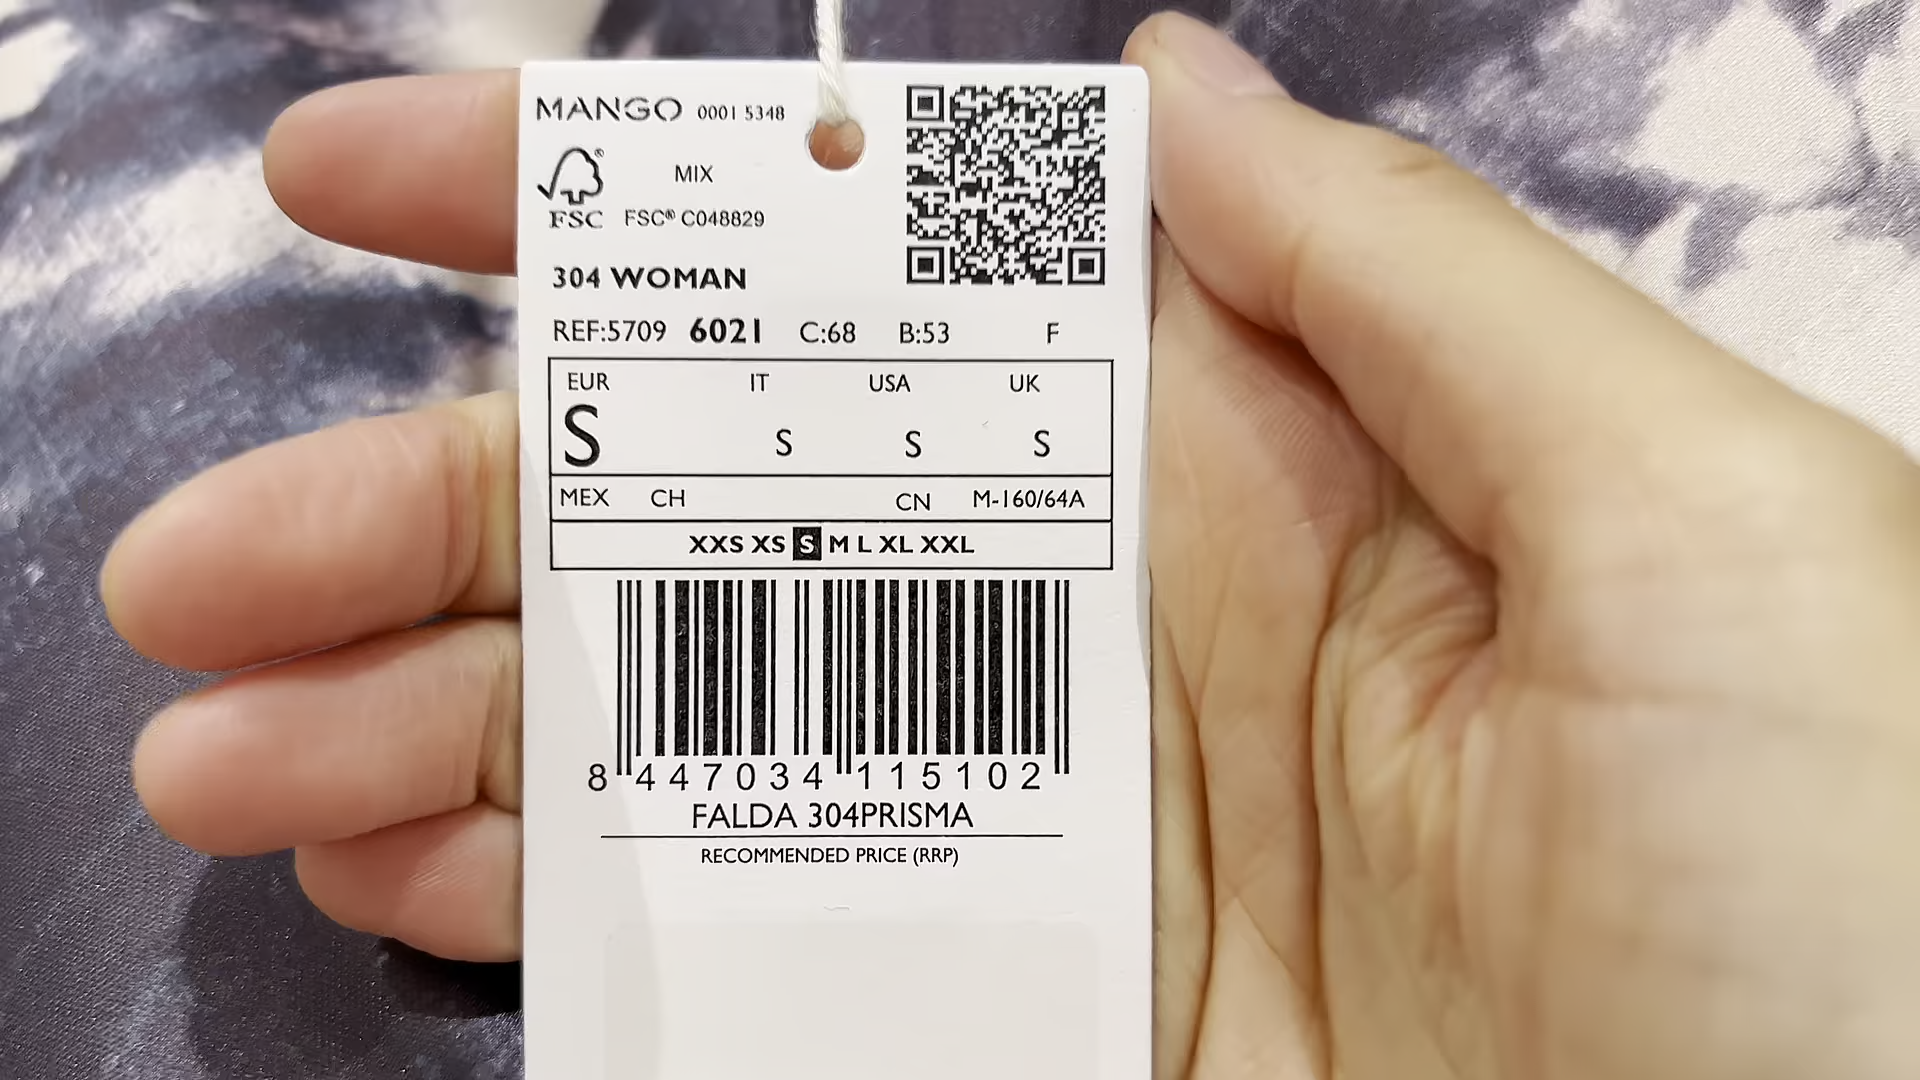 MANGO 0001 5348
MIX
FSC® FSC® C048829
304 WOMAN
REF:5709 6021 C:68 B:53 F
EUR IT USA UK
S S S S
MEX CH CN M-160/64A
XXS XS S M L XL XXL
8 447034 115102
FALDA 304PRISMA
RECOMMENDED PRICE (RRP)